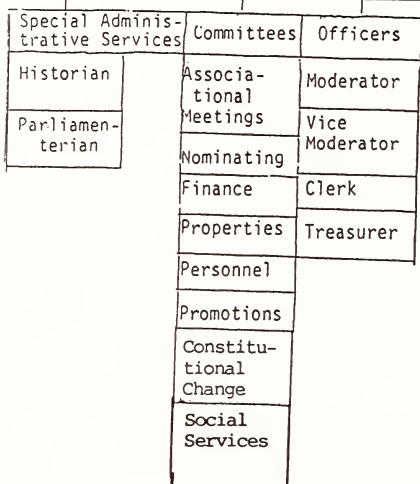 Special Adminis-
trative Services
Historian
Parliamen-
terian
Committees
Associa-
tional
Meetings
Nominating
Finance
Properties
Personnel
Promotions
Constitu-
tional
Change
Social
Services
Officers
Moderator
Vice
Moderator
Clerk
Treasurer